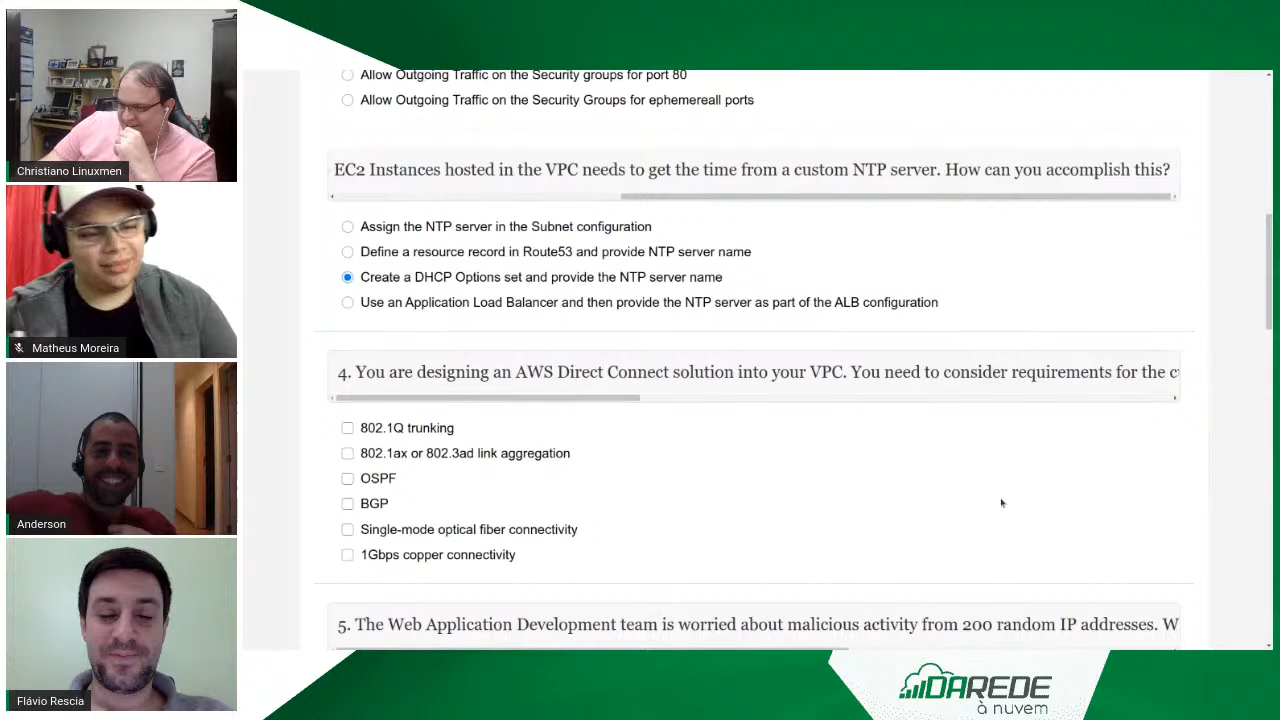 Christiano Linuxmen
Matheus Moreira
Anderson
Flávio Rescia
Allow Outgoing Traffic on the Security groups for port 80
Allow Outgoing Traffic on the Security Groups for ephemereall ports
EC2 Instances hosted in the VPC needs to get the time from a custom NTP server. How can you accomplish this?
Assign the NTP server in the Subnet configuration
Define a resource record in Route53 and provide NTP server name
Create a DHCP Options set and provide the NTP server name
Use an Application Load Balancer and then provide the NTP server as part of the ALB configuration
4. You are designing an AWS Direct Connect solution into your VPC. You need to consider requirements for the
802.1Q trunking
802.1ax or 802.3ad link aggregation
OSPF
BGP
Single-mode optical fiber connectivity
1Gbps copper connectivity
5. The Web Application Development team is worried about malicious activity from 200 random IP addresses. W
DAREDE
à nuvem